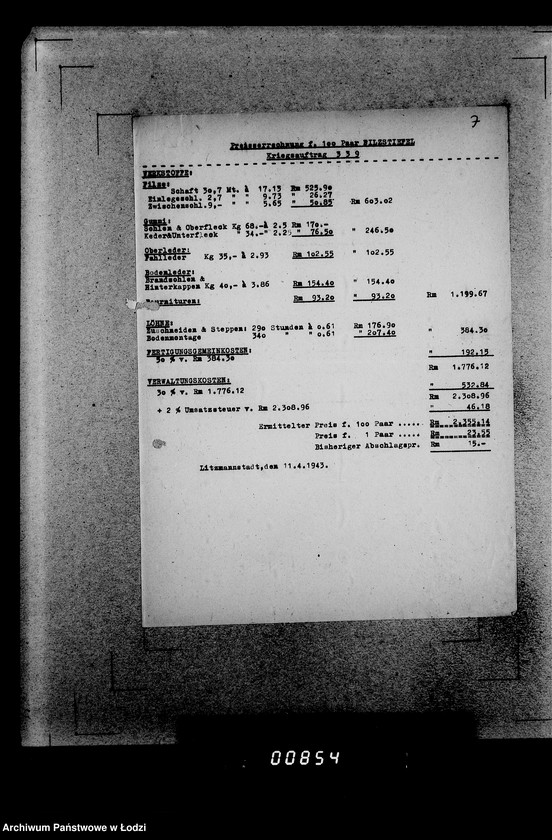 7
Preiserrechnung f. 100 Paar FILZSTIEFEL
Kriegsauftrag 3 3 9
WERKSTOFFE:
Filze:
Schaft 30,7 Mt. à 17.13 Rm 525.90
Einlegesohl. 2,7 " " 9.73 " 26.27
Zwischensohl. 9,- " " 5.65 " 50.85 Rm 603.02
Gummi:
Sohlen & Oberfleck Kg 68.- à 2.5 Rm 170.-
Keder&Unterfleck " 34.- " 2.25 " 76.50 " 246.50
Oberleder:
Fahlleder Kg 35,- à 2.93 Rm 102.55 " 102.55
Bodenleder:
Brandsohlen &
Hinterkappen Kg 40,- à 3.86 Rm 154.40 " 154.40
Fournituren: Rm 93.20 " 93.20 Rm 1.199.67
LÖHNE:
Zuschneiden & Steppen: 290 Stunden à 0.61 Rm 176.90
Bodenmontage 340 " " 0.61 " 207.40 " 384.30
FERTIGUNGSGEMEINKOSTEN:
50 % v. Rm 384.30 " 192.15
Rm 1.776.12
VERWALTUNGSKOSTEN:
30 % v. Rm 1.776.12 " 532.84
Rm 2.308.96
+ 2 % Umsatzsteuer v. Rm 2.308.96 " 46.18
Ermittelter Preis f. 100 Paar ..... Rm 2.355.14
Preis f. 1 Paar ..... Rm 23.55
Bisheriger Abschlagspr. Rm 15.-
Litzmannstadt,den 11.4.1943.
00854
Archiwum Państwowe w Łodzi